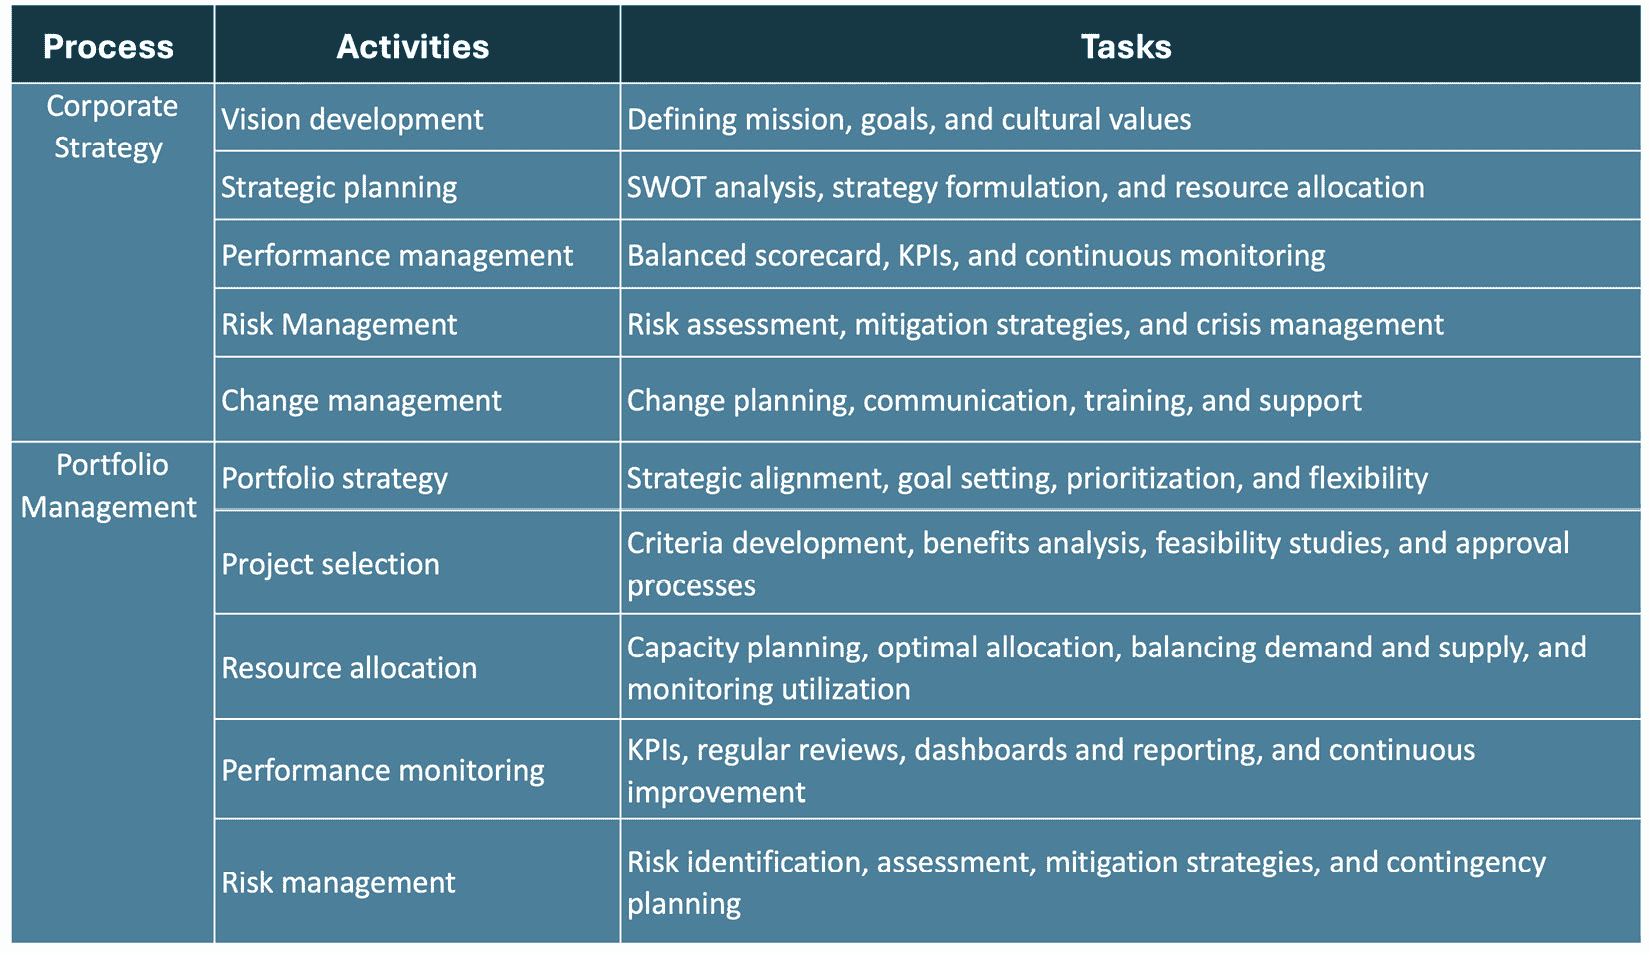 Process Activities Tasks
Corporate
Strategy
Vision development Defining mission, goals, and cultural values
Strategic planning SWOT analysis, strategy formulation, and resource allocation
Performance management Balanced scorecard, KPIs, and continuous monitoring
Risk Management Risk assessment, mitigation strategies, and crisis management
Change management Change planning, communication, training, and support
Portfolio
Management
Portfolio strategy Strategic alignment, goal setting, prioritization, and flexibility
Project selection Criteria development, benefits analysis, feasibility studies, and approval
processes
Resource allocation Capacity planning, optimal allocation, balancing demand and supply, and
monitoring utilization
Performance monitoring KPIs, regular reviews, dashboards and reporting, and continuous
improvement
Risk management Risk identification, assessment, mitigation strategies, and contingency
planning